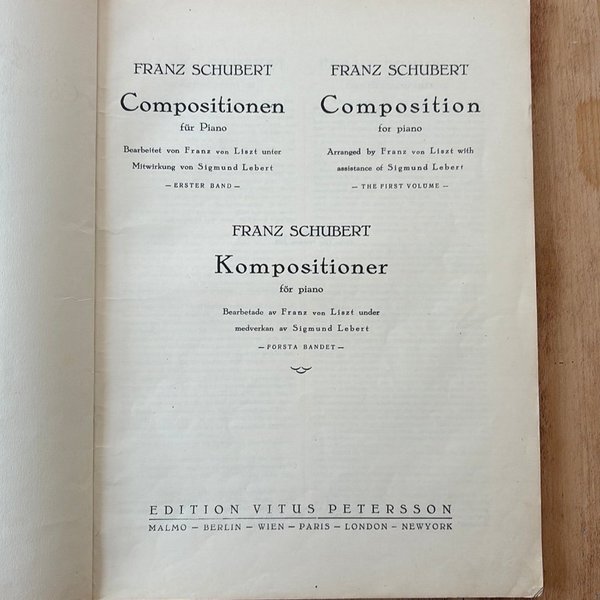 FRANZ SCHUBERT
Compositionen
für Piano
Bearbeitet von Franz von Liszt unter
Mitwirkung von Sigmund Lebert
— ERSTER BAND —
FRANZ SCHUBERT
Composition
for piano
Arranged by Franz von Liszt with
assistance of Sigmund Lebert
— THE FIRST VOLUME —
FRANZ SCHUBERT
Kompositioner
för piano
Bearbetade av Franz von Liszt under
medverkan av Sigmund Lebert
— FORSTA BANDET —
EDITION VITUS PETERSSON
MALMO — BERLIN — WIEN — PARIS — LONDON — NEWYORK